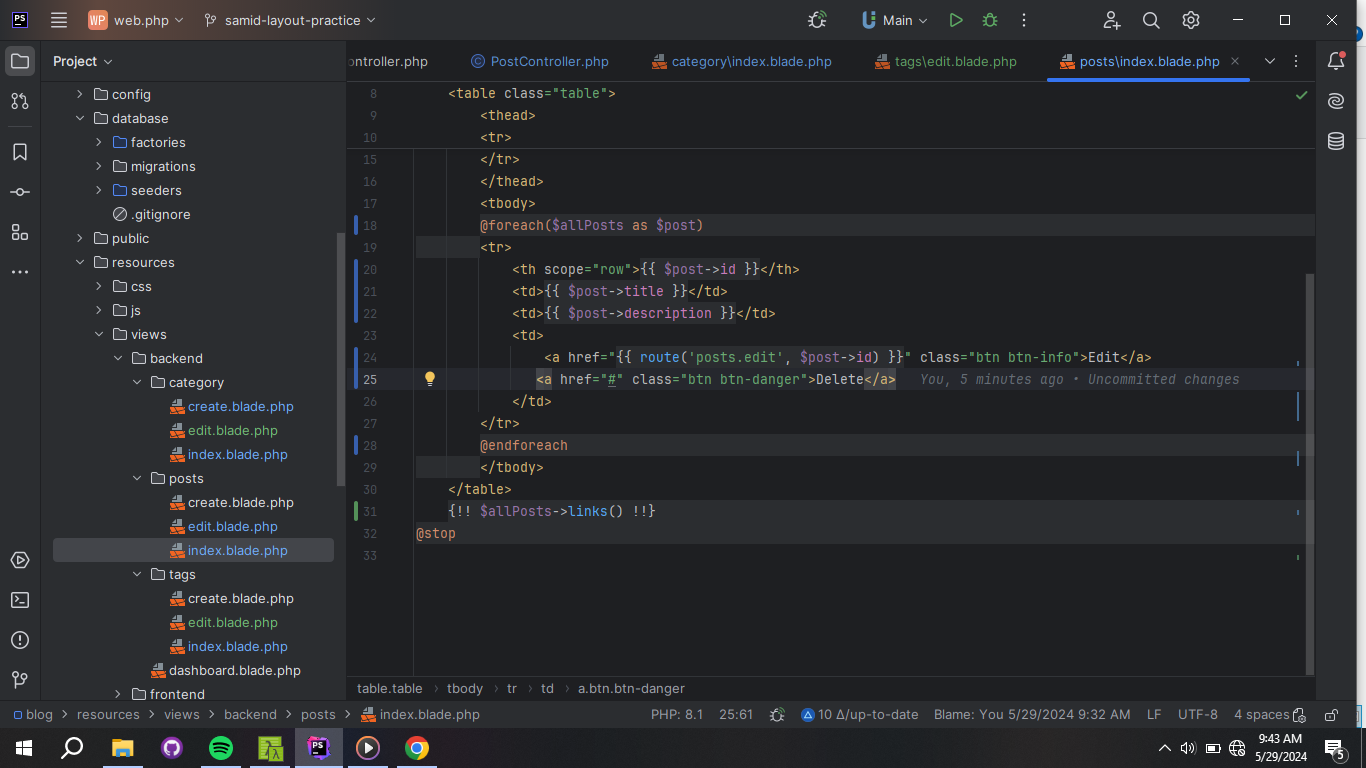 PS
WP
web.php
samid-layout-practice
Main
Project
config
database
factories
migrations
seeders
.gitignore
public
resources
css
js
views
backend
category
create.blade.php
edit.blade.php
index.blade.php
posts
create.blade.php
edit.blade.php
index.blade.php
tags
create.blade.php
edit.blade.php
index.blade.php
dashboard.blade.php
frontend
ontroller.php
PostController.php
category\index.blade.php
tags\edit.blade.php
posts\index.blade.php
8 <table class="table">
9 <thead>
10 <tr>
15 </tr>
16 </thead>
17 <tbody>
18 @foreach($allPosts as $post)
19 <tr>
20 <th scope="row">{{ $post->id }}</th>
21 <td>{{ $post->title }}</td>
22 <td>{{ $post->description }}</td>
23 <td>
24 <a href="{{ route('posts.edit', $post->id) }}" class="btn btn-info">Edit</a>
25 <a href="#" class="btn btn-danger">Delete</a> You, 5 minutes ago • Uncommitted changes
26 </td>
27 </tr>
28 @endforeach
29 </tbody>
30 </table>
31 {!! $allPosts->links() !!}
32 @stop
33
table.table > tbody > tr > td > a.btn.btn-danger
blog > resources > views > backend > posts > index.blade.php
PHP: 8.1
25:61
10 Δ/up-to-date
Blame: You 5/29/2024 9:32 AM
LF
UTF-8
4 spaces
PS
9:43 AM
5/29/2024
5